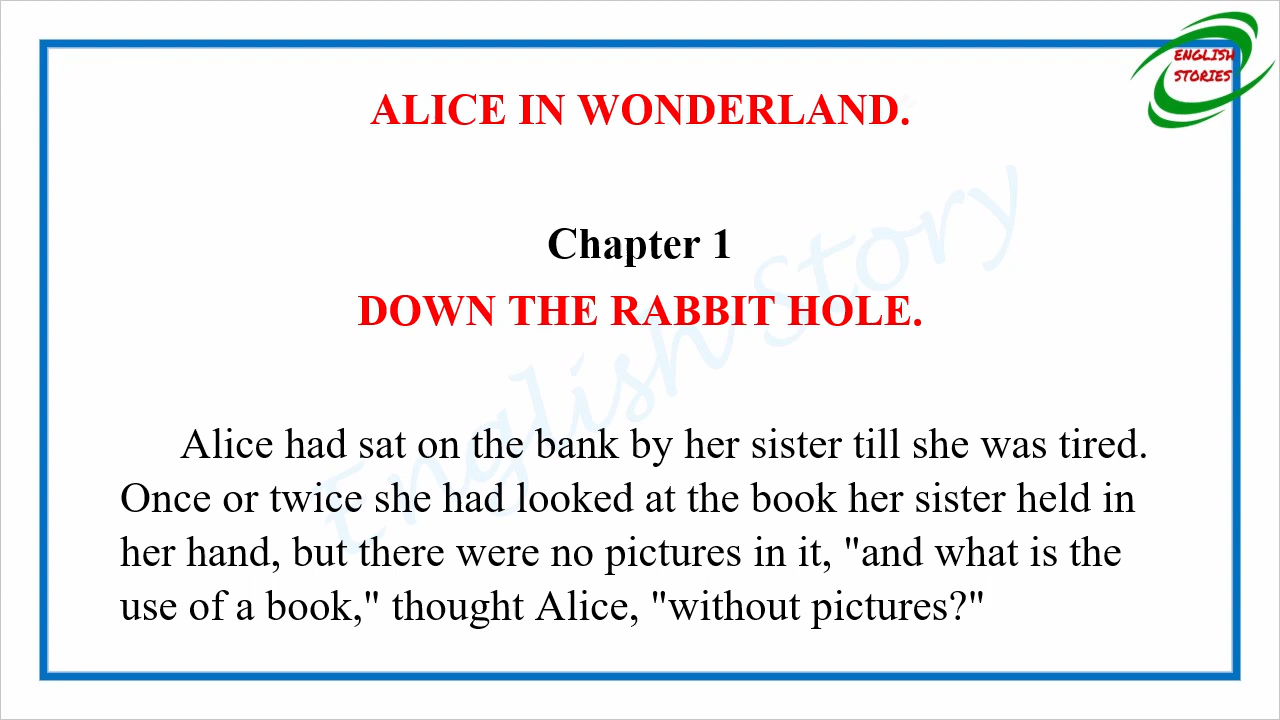 ENGLISH
STORIES
ALICE IN WONDERLAND.
Chapter 1
DOWN THE RABBIT HOLE.
English Story
Alice had sat on the bank by her sister till she was tired.
Once or twice she had looked at the book her sister held in
her hand, but there were no pictures in it, "and what is the
use of a book," thought Alice, "without pictures?"